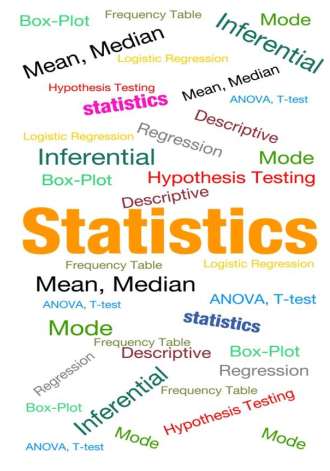 Box-Plot
Frequency Table
Inferential
Mode
Mean, Median
Logistic Regression
Hypothesis Testing
Mean, Median
statistics
ANOVA, T-test
Descriptive
Logistic Regression
Regression
Inferential
Mode
Box-Plot
Hypothesis Testing
Descriptive
Statistics
Frequency Table
Logistic Regression
Mean, Median
ANOVA, T-test
ANOVA, T-test
statistics
Mode
Frequency Table
Descriptive
Box-Plot
Regression
Regression
Inferential
Frequency Table
Box-Plot
Hypothesis Testing
ANOVA, T-test
Mode
Mode